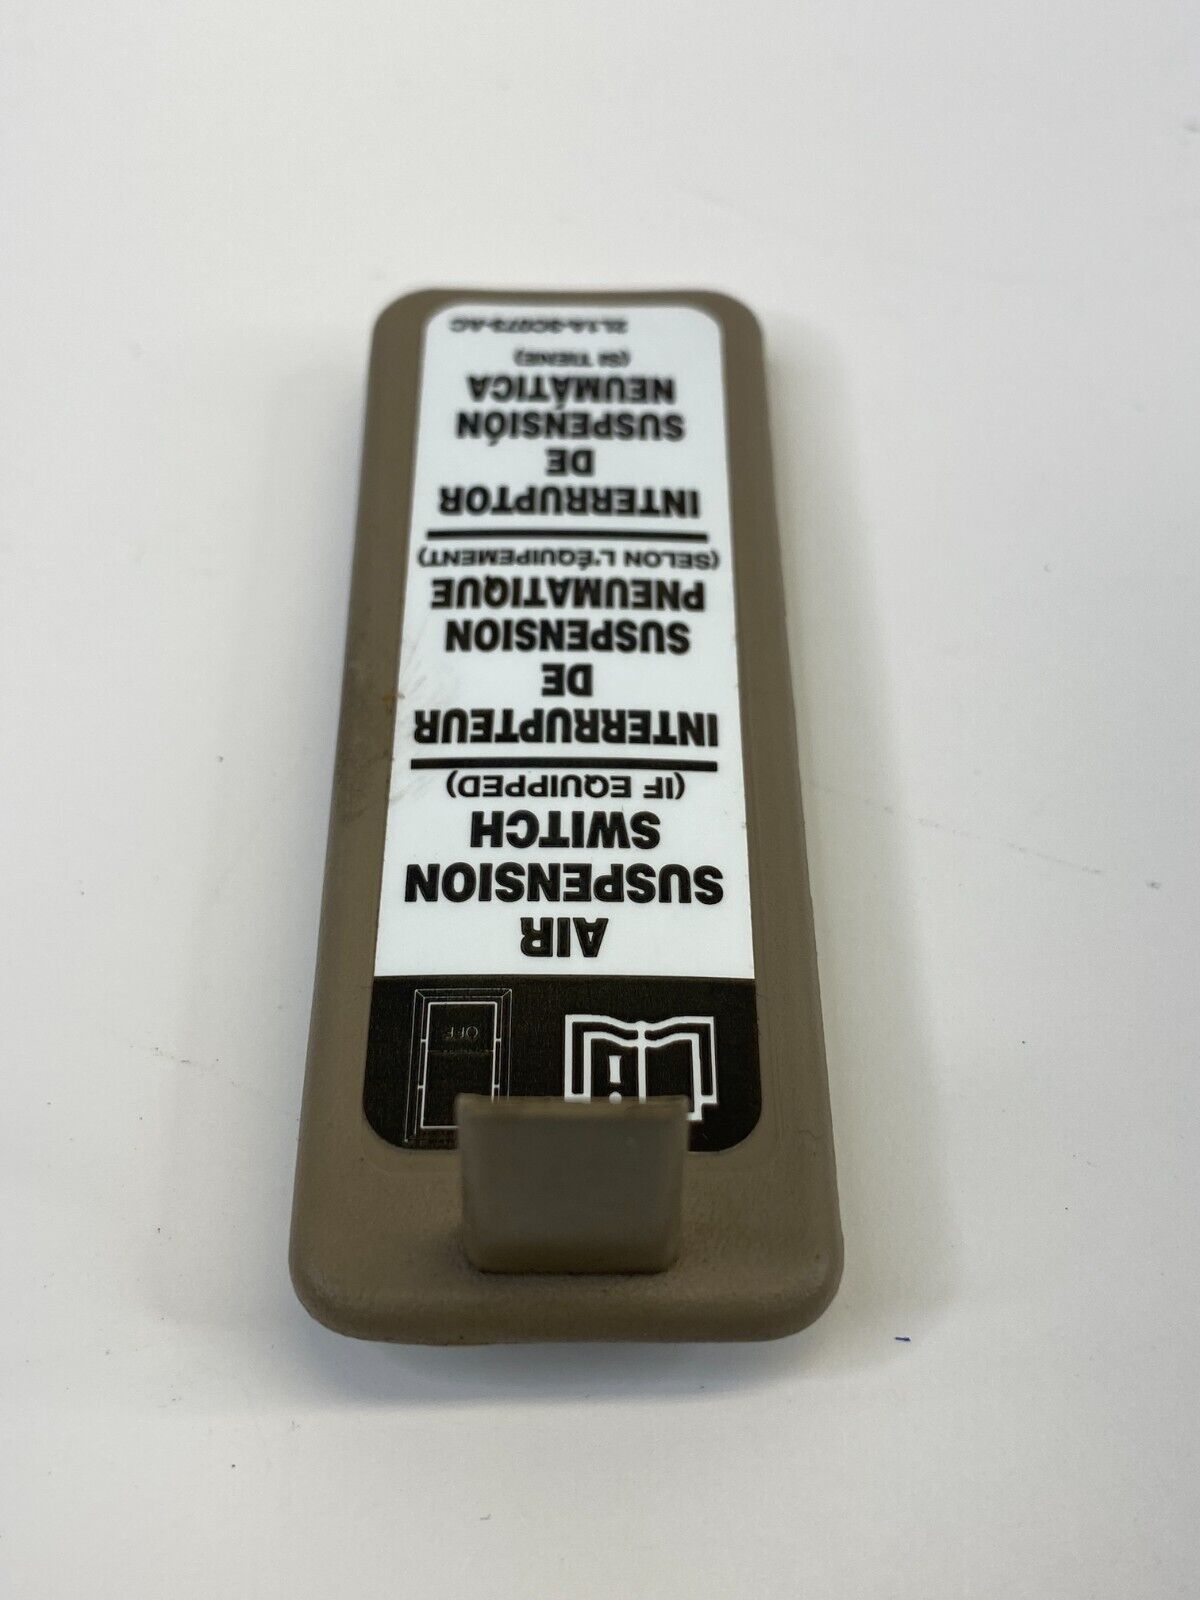 OFF
AIR
SUSPENSION
SWITCH
(IF EQUIPPED)
INTERRUPTEUR
DE
SUSPENSION
PNEUMATIQUE
(SELON L'ÉQUIPEMENT)
INTERRUPTOR
DE
SUSPENSIÓN
NEUMÁTICA
(SI TIENE)